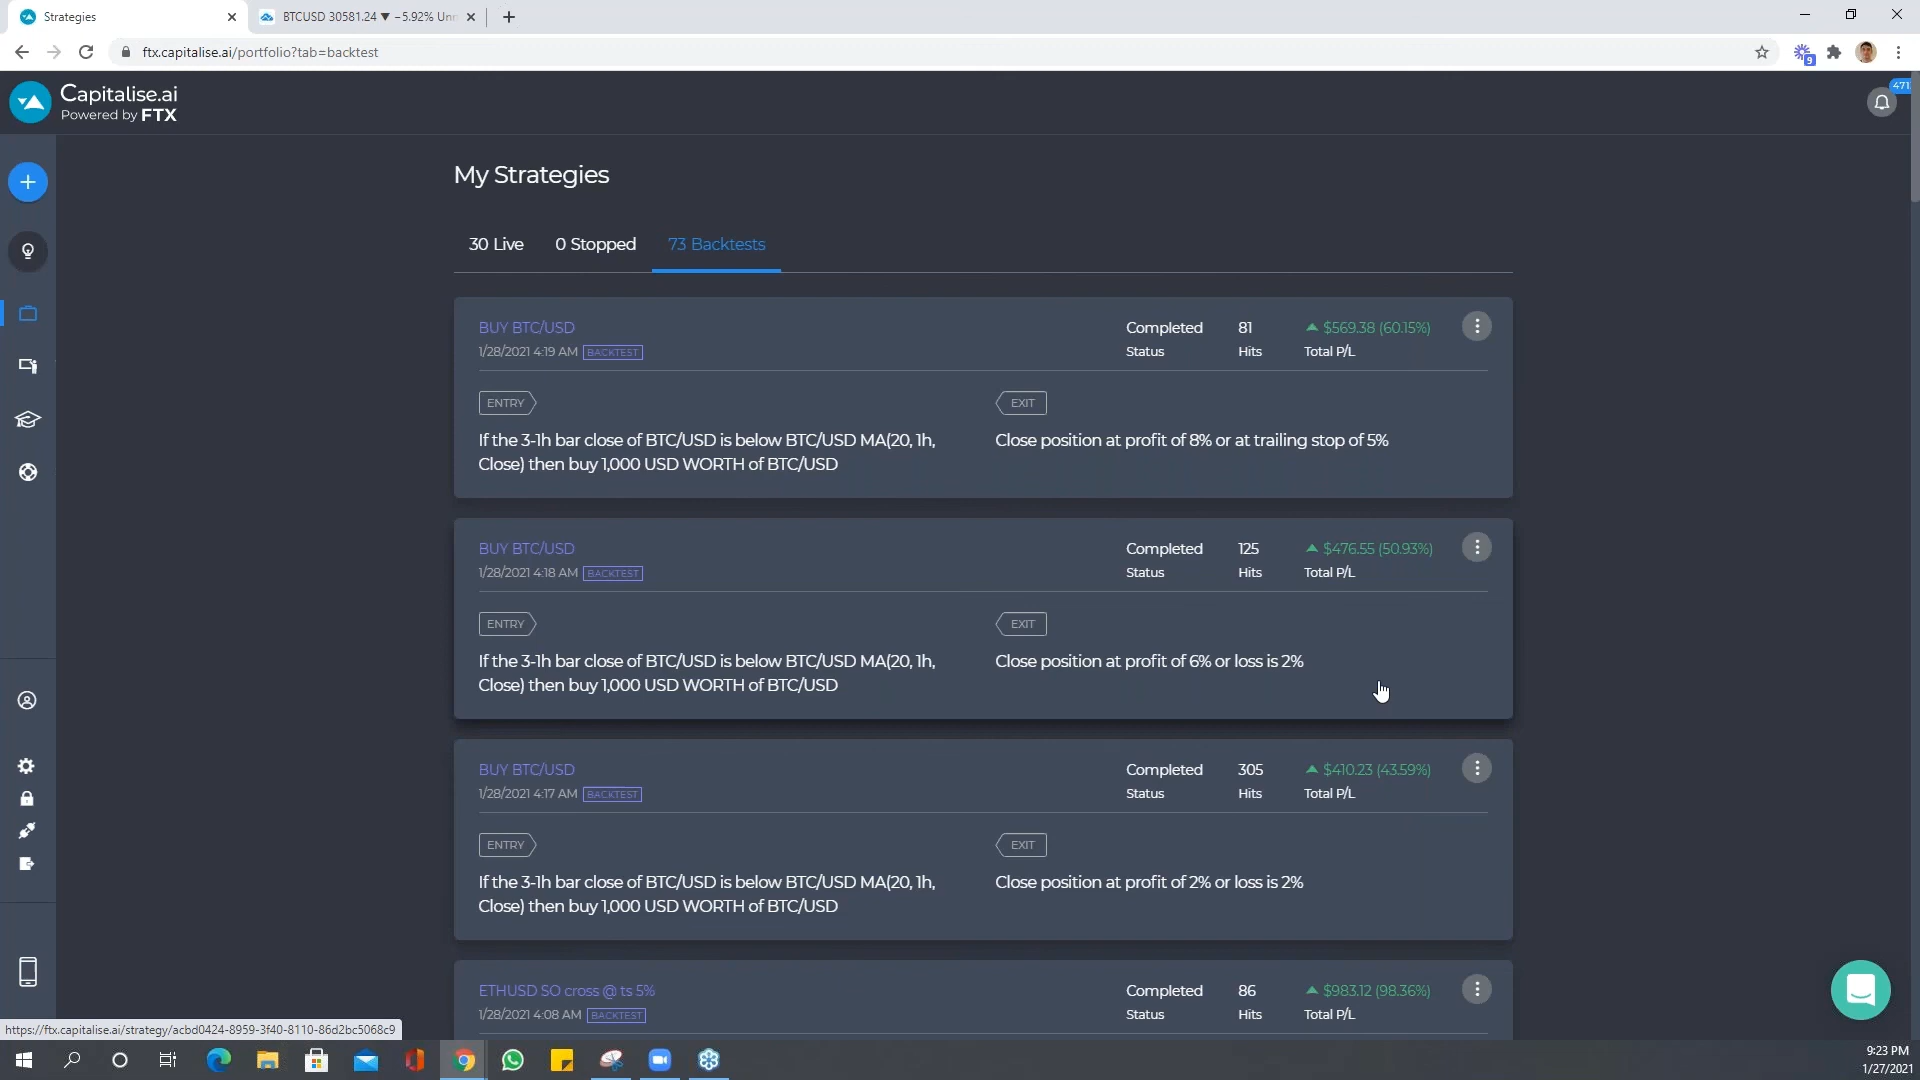 Strategies
BTCUSD 30581.24 ▼ −5.92% Unn
ftx.capitalise.ai/portfolio?tab=backtest
9
Capitalise.ai
Powered by FTX
471
My Strategies
30 Live 0 Stopped 73 Backtests
BUY BTC/USD Completed 81 $569.38 (60.15%)
1/28/2021 4:19 AM BACKTEST Status Hits Total P/L
ENTRY EXIT
If the 3-1h bar close of BTC/USD is below BTC/USD MA(20, 1h, Close position at profit of 8% or at trailing stop of 5%
Close) then buy 1,000 USD WORTH of BTC/USD
BUY BTC/USD Completed 125 $476.55 (50.93%)
1/28/2021 4:18 AM BACKTEST Status Hits Total P/L
ENTRY EXIT
If the 3-1h bar close of BTC/USD is below BTC/USD MA(20, 1h, Close position at profit of 6% or loss is 2%
Close) then buy 1,000 USD WORTH of BTC/USD
BUY BTC/USD Completed 305 $410.23 (43.59%)
1/28/2021 4:17 AM BACKTEST Status Hits Total P/L
ENTRY EXIT
If the 3-1h bar close of BTC/USD is below BTC/USD MA(20, 1h, Close position at profit of 2% or loss is 2%
Close) then buy 1,000 USD WORTH of BTC/USD
ETHUSD SO cross @ ts 5% Completed 86 $983.12 (98.36%)
1/28/2021 4:08 AM BACKTEST Status Hits Total P/L
https://ftx.capitalise.ai/strategy/acbd0424-8959-3f40-8110-86d2bc5068c9
9:23 PM
1/27/2021